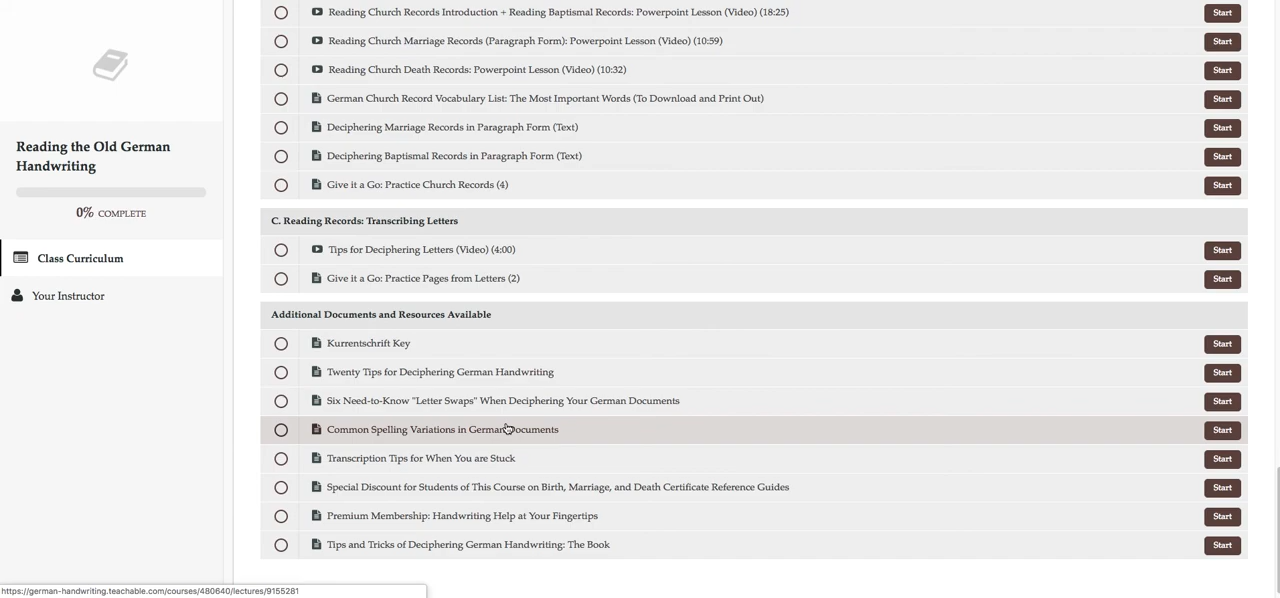 Reading Church Records Introduction + Reading Baptismal Records: Powerpoint Lesson (Video) (18:25)
Start
Reading Church Marriage Records (Paragraph Form): Powerpoint Lesson (Video) (10:59)
Start
Reading Church Death Records: Powerpoint Lesson (Video) (10:32)
Start
German Church Record Vocabulary List: The Most Important Words (To Download and Print Out)
Start
Deciphering Marriage Records in Paragraph Form (Text)
Start
Deciphering Baptismal Records in Paragraph Form (Text)
Start
Give it a Go: Practice Church Records (4)
Start
Reading the Old German
Handwriting
0% COMPLETE
Class Curriculum
Your Instructor
C. Reading Records: Transcribing Letters
Tips for Deciphering Letters (Video) (4:00)
Start
Give it a Go: Practice Pages from Letters (2)
Start
Additional Documents and Resources Available
Kurrentschrift Key
Start
Twenty Tips for Deciphering German Handwriting
Start
Six Need-to-Know "Letter Swaps" When Deciphering Your German Documents
Start
Common Spelling Variations in German Documents
Start
Transcription Tips for When You are Stuck
Start
Special Discount for Students of This Course on Birth, Marriage, and Death Certificate Reference Guides
Start
Premium Membership: Handwriting Help at Your Fingertips
Start
Tips and Tricks of Deciphering German Handwriting: The Book
Start
https://german-handwriting.teachable.com/courses/480640/lectures/9155281